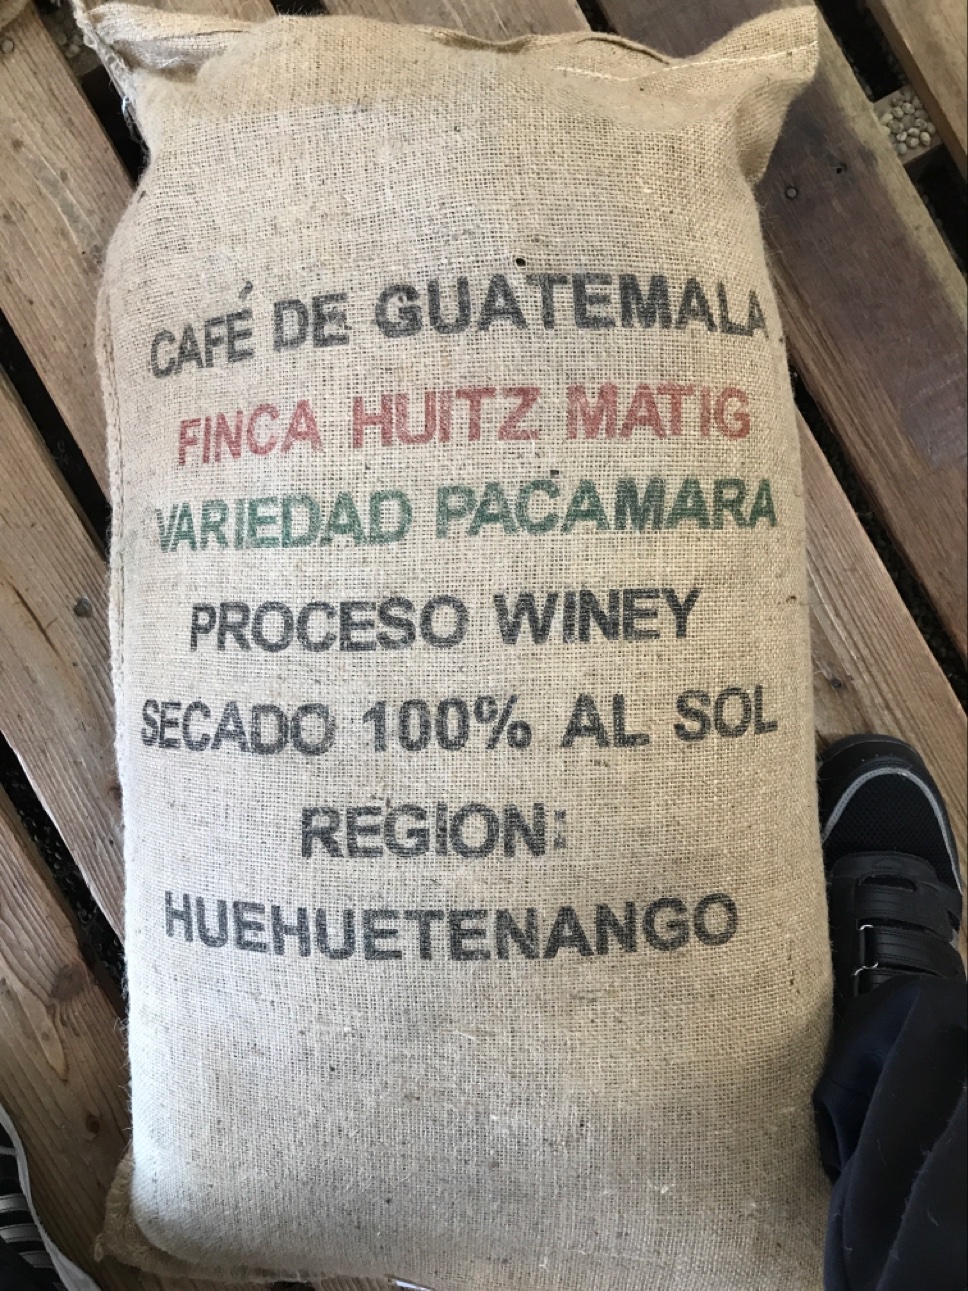 CAFÉ DE GUATEMALA
FINCA HUITZ MATIG
VARIEDAD PACAMARA
PROCESO WINEY
SECADO 100% AL SOL
REGION:
HUEHUETENANGO